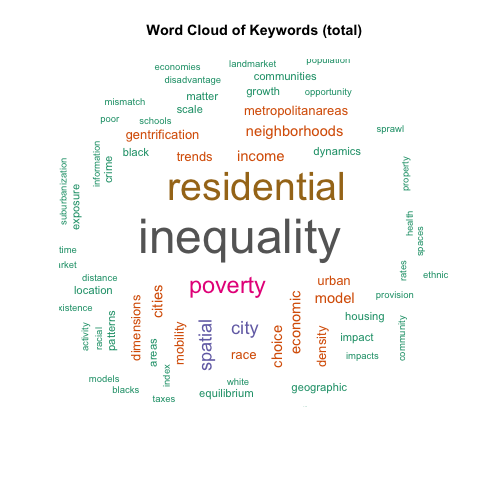 Word Cloud of Keywords (total)
population
economies
landmarket
disadvantage
communities
growth
opportunity
mismatch
matter
scale
metropolitanareas
poor
schools
gentrification
neighborhoods
sprawl
black
trends
income
dynamics
information
crime
suburbanization
exposure
property
residential
health
spaces
inequality
time
rket
distance
location
poverty
urban
model
rates
ethnic
provision
existence
dimensions
cities
economic
housing
activity
racial
patterns
areas
mobility
spatial
city
choice
density
impact
community
race
impacts
models
blacks
index
white
equilibrium
geographic
taxes